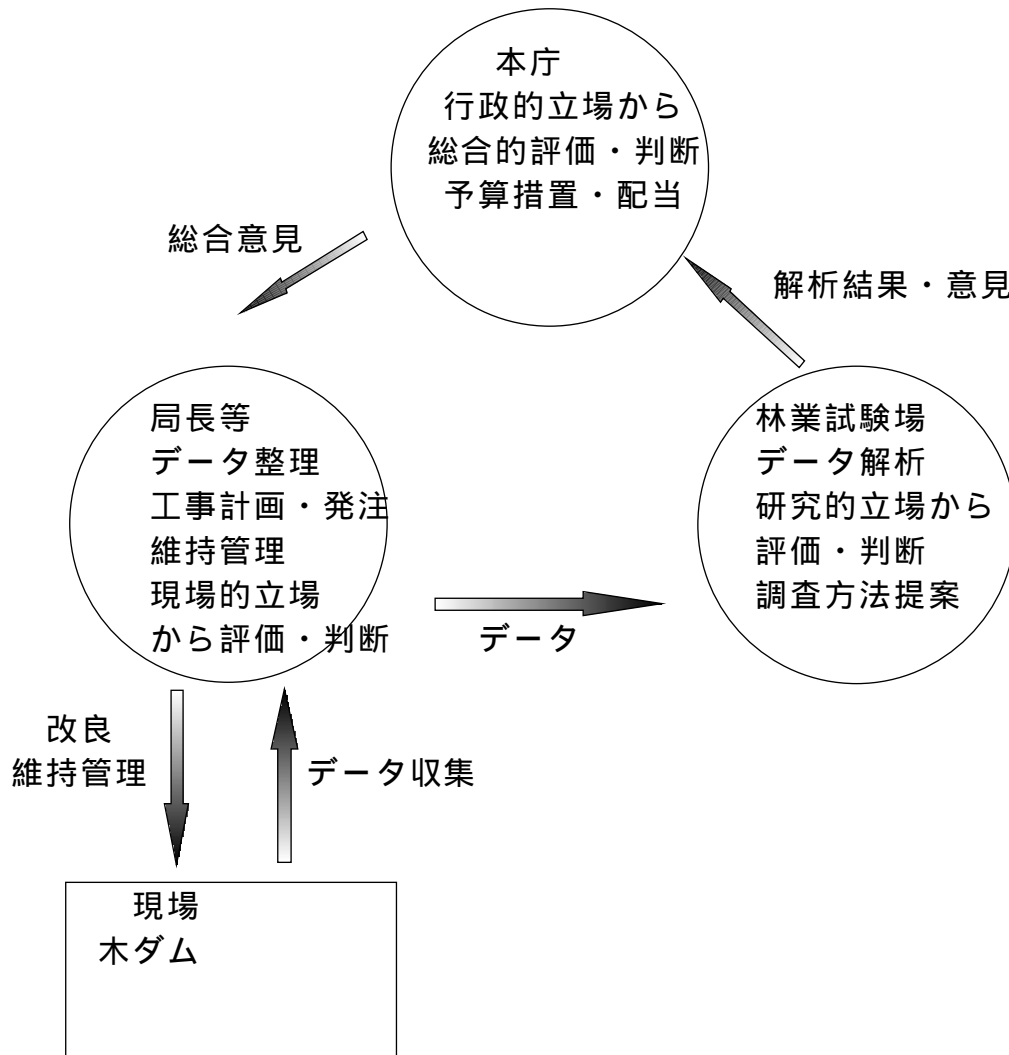 本庁
行政的立場から
総合的評価・判断
予算措置・配当
総合意見
解析結果・意見
局長等
データ整理
工事計画・発注
維持管理
現場的立場
から評価・判断
林業試験場
データ解析
研究的立場から
評価・判断
調査方法提案
データ
改良
維持管理
データ収集
現場
木ダム